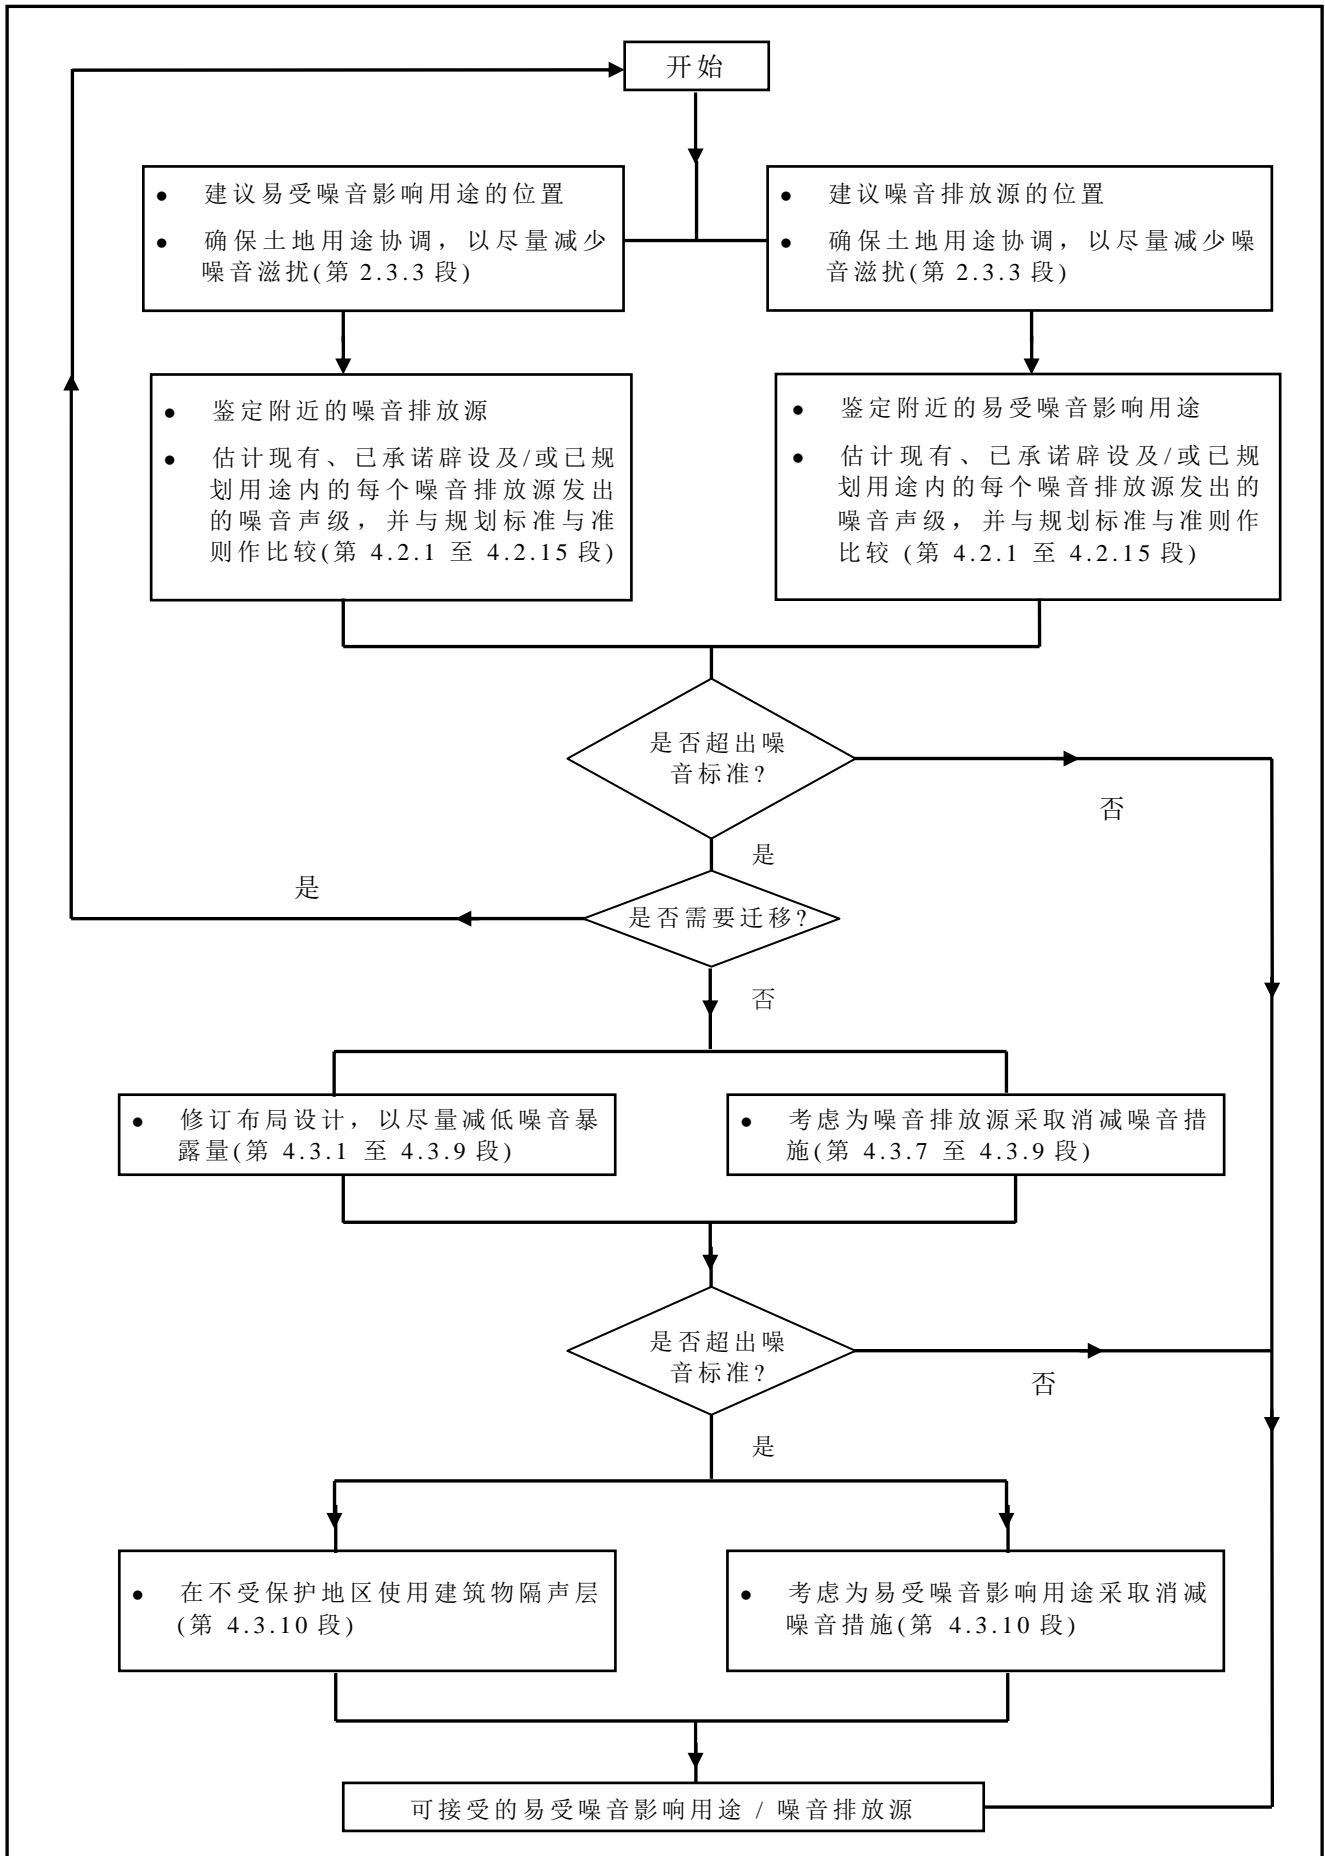 开始
● 建议易受噪音影响用途的位置
● 确保土地用途协调，以尽量减少
噪音滋扰(第 2.3.3 段)
● 建议噪音排放源的位置
● 确保土地用途协调，以尽量减少噪
音滋扰(第 2.3.3 段)
● 鉴定附近的噪音排放源
● 估计现有、已承诺辟设及/或已规
划用途内的每个噪音排放源发出
的噪音声级，并与规划标准与准
则作比较(第 4.2.1 至 4.2.15 段)
● 鉴定附近的易受噪音影响用途
● 估计现有、已承诺辟设及/或已规
划用途内的每个噪音排放源发出的
噪音声级，并与规划标准与准则作
比较 (第 4.2.1 至 4.2.15 段)
是否超出噪
音标准?
否
是
是
是否需要迁移?
否
● 修订布局设计，以尽量减低噪音暴
露量(第 4.3.1 至 4.3.9 段)
● 考虑为噪音排放源采取消减噪音措
施(第 4.3.7 至 4.3.9 段)
是否超出噪
音标准?
否
是
● 在不受保护地区使用建筑物隔声层
(第 4.3.10 段)
● 考虑为易受噪音影响用途采取消减
噪音措施(第 4.3.10 段)
可接受的易受噪音影响用途 / 噪音排放源